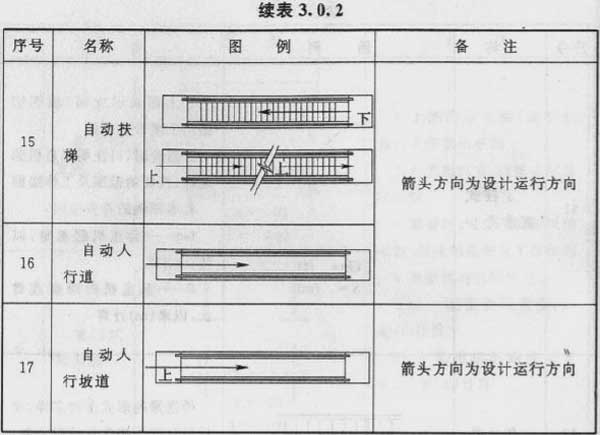 续表3.0.2
序号 名称 图 例 备 注
15 自动扶
梯
下
上
上
箭头方向为设计运行方向
16 自动人
行道
17 自动人
行坡道
上
箭头方向为设计运行方向